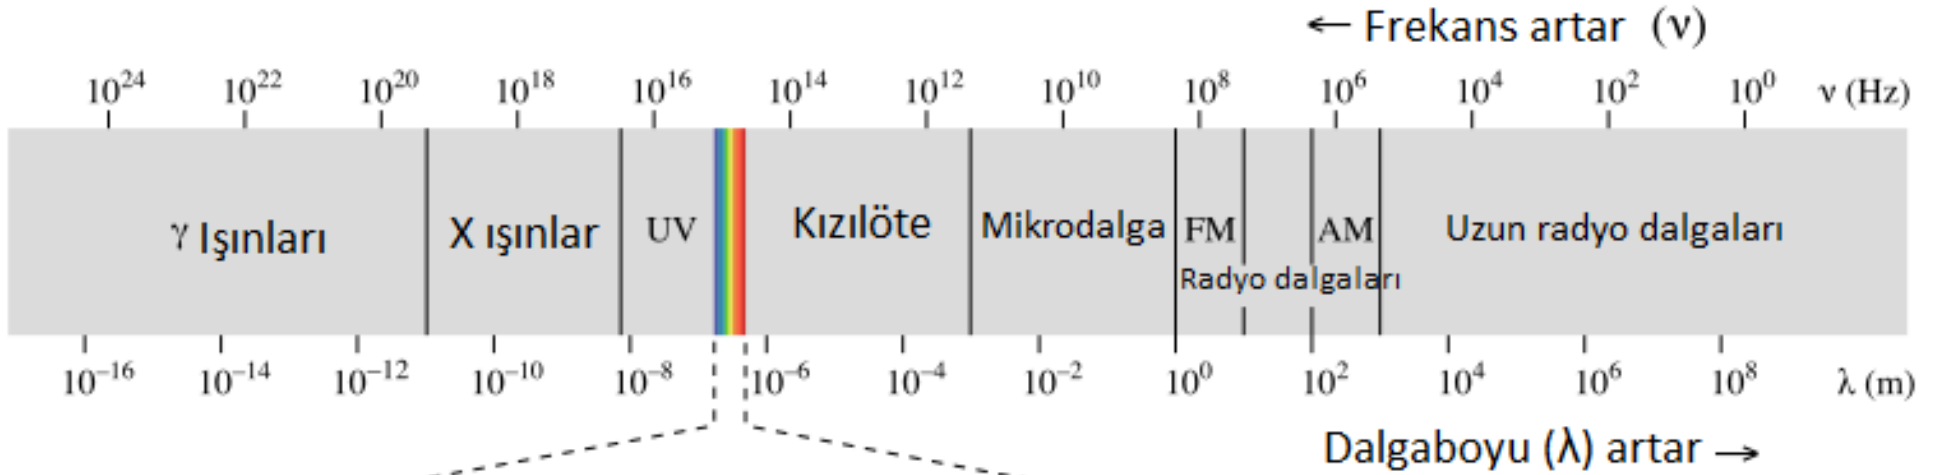 ← Frekans artar (ν)
10²⁴ 10²² 10²⁰ 10¹⁸ 10¹⁶ 10¹⁴ 10¹² 10¹⁰ 10⁸ 10⁶ 10⁴ 10² 10⁰ ν (Hz)
γ Işınları X ışınlar UV Kızılöte Mikrodalga FM AM Uzun radyo dalgaları
Radyo dalgaları
10⁻¹⁶ 10⁻¹⁴ 10⁻¹² 10⁻¹⁰ 10⁻⁸ 10⁻⁶ 10⁻⁴ 10⁻² 10⁰ 10² 10⁴ 10⁶ 10⁸ λ (m)
Dalgaboyu (λ) artar →